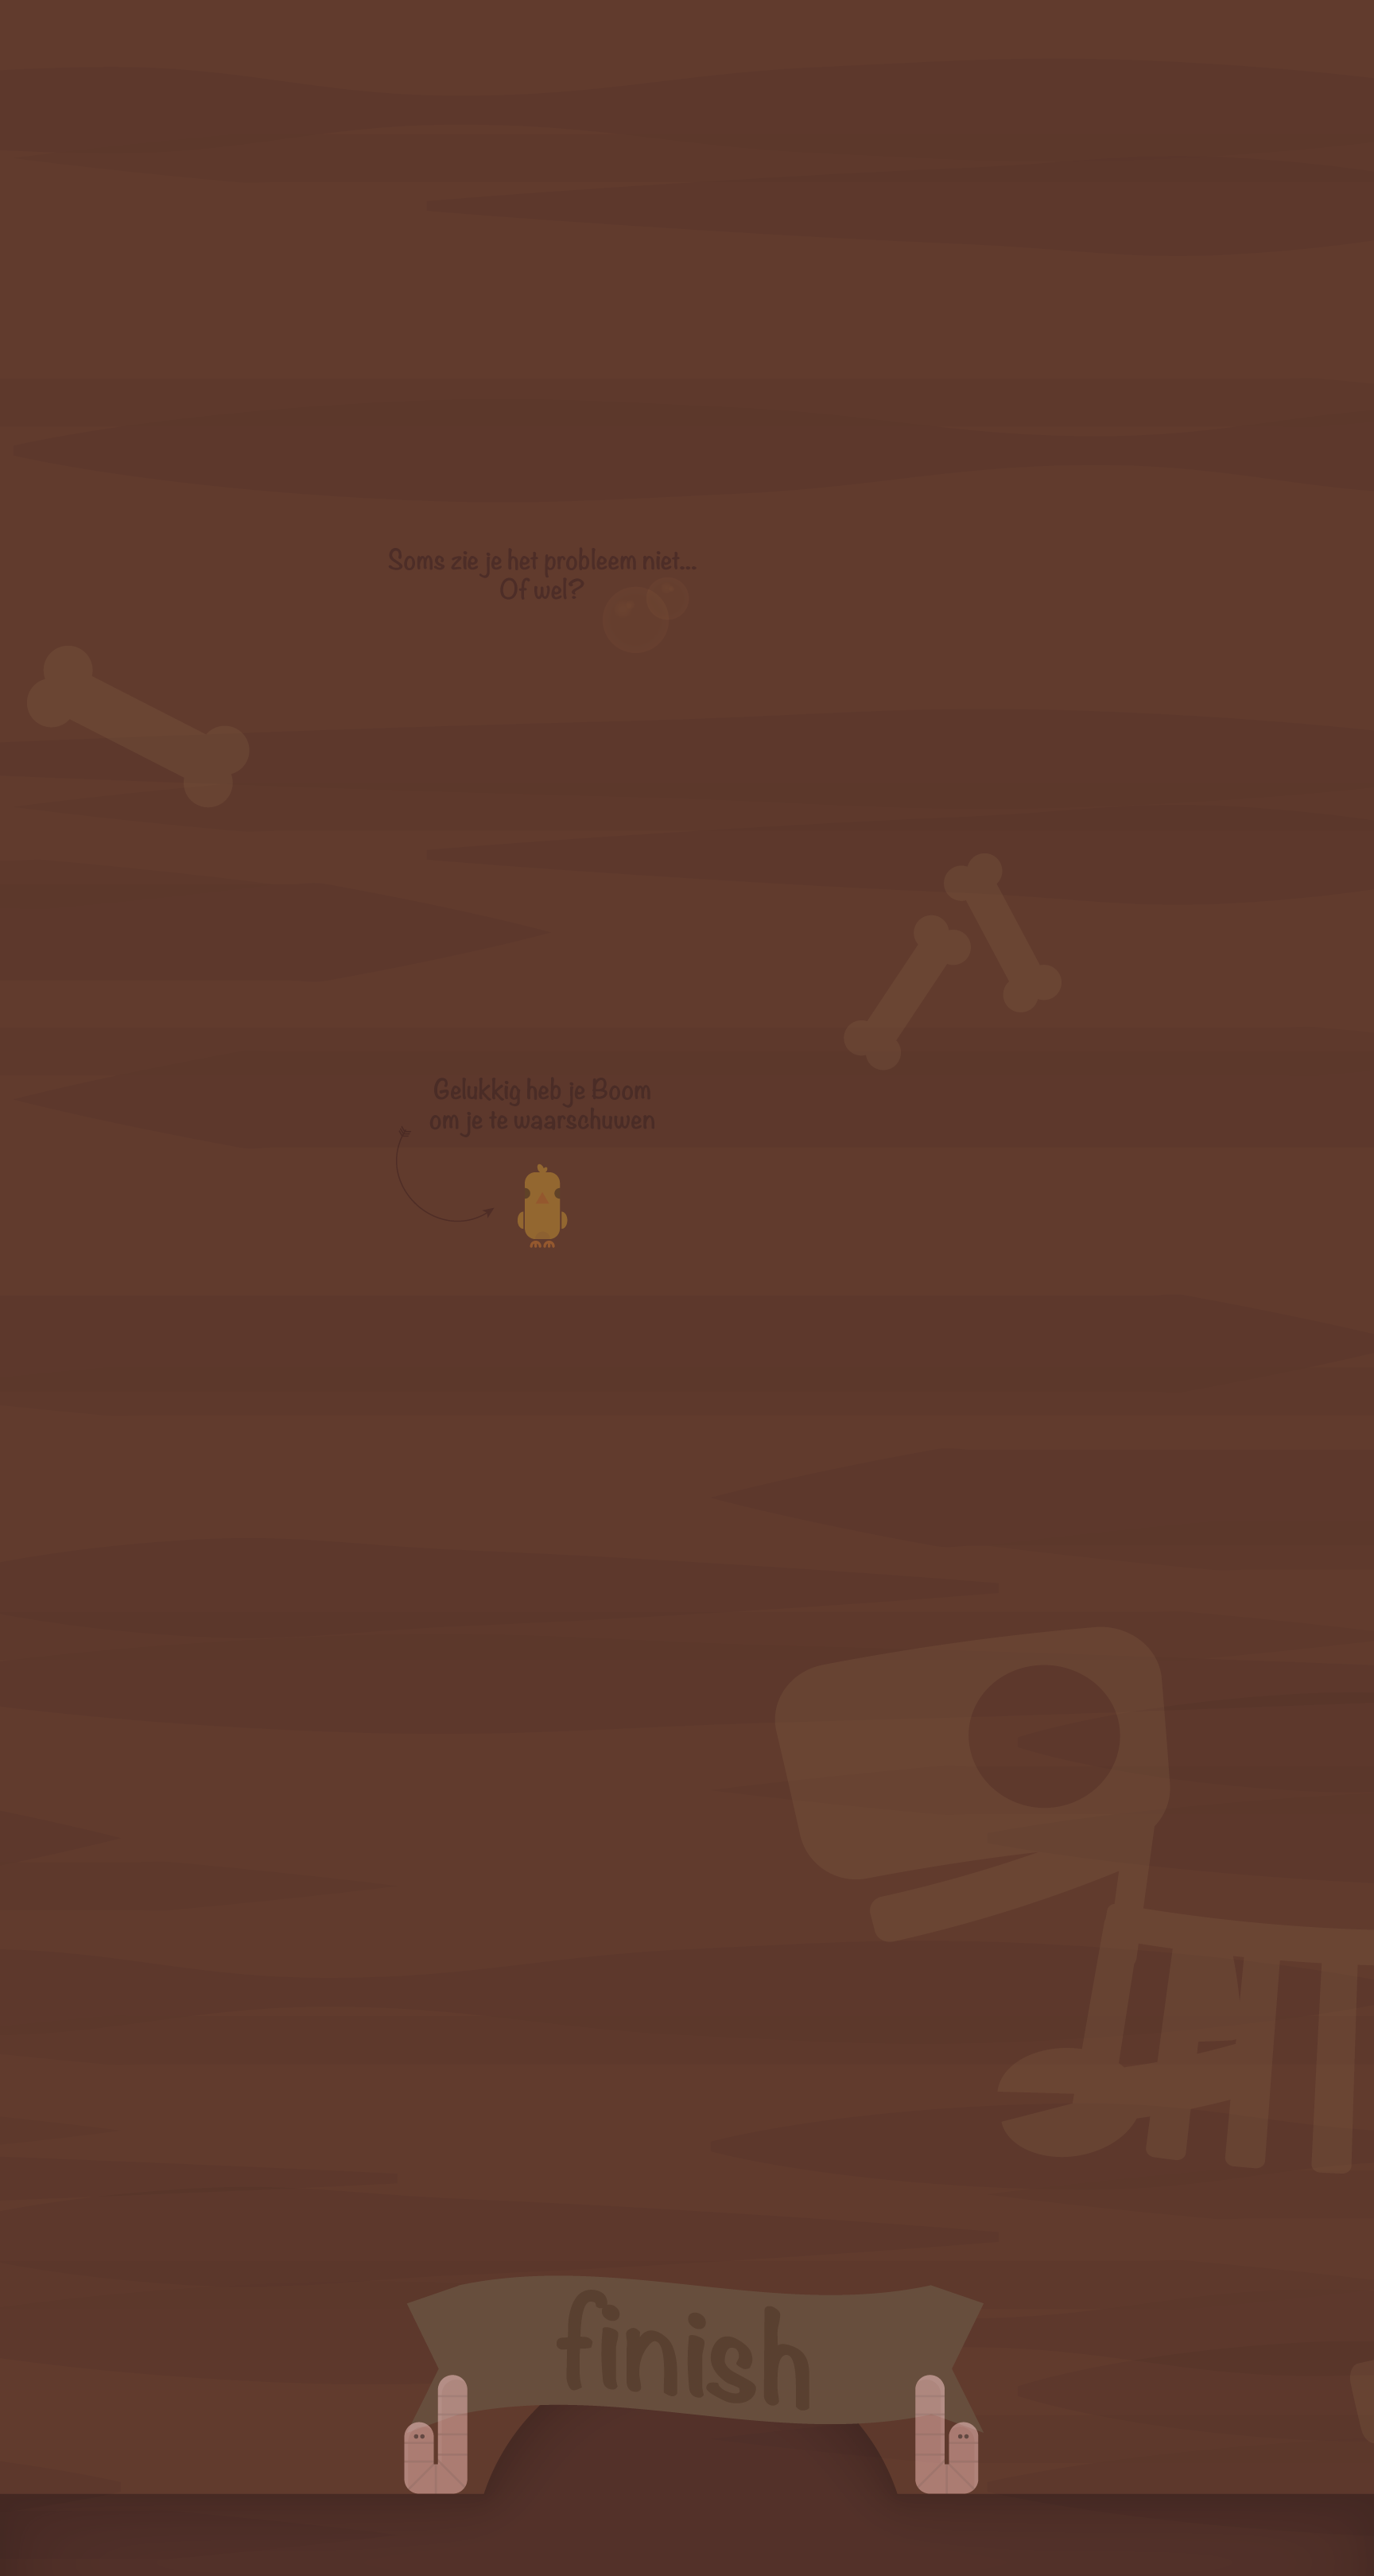 Soms zie je het probleem niet...
Of wel?
Gelukkig heb je Boom
om je te waarschuwen
finish